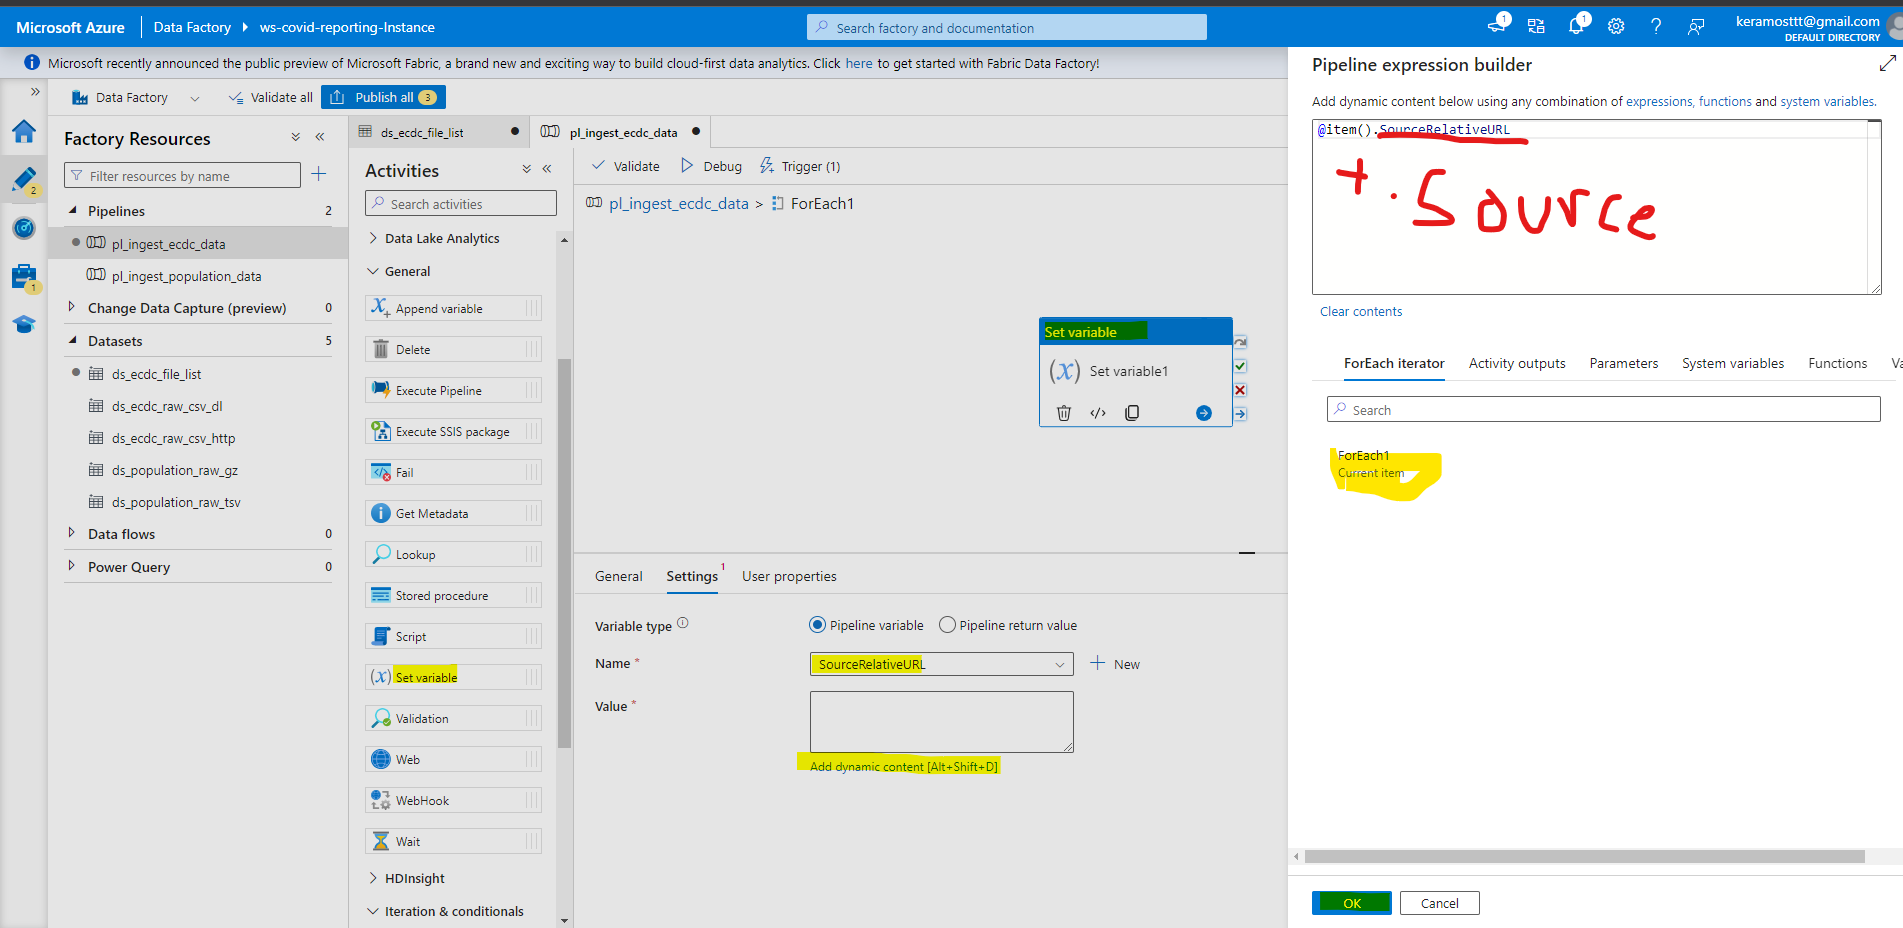 Microsoft Azure
Data Factory
ws-covid-reporting-Instance
Search factory and documentation
1
1
keramosttt@gmail.com
DEFAULT DIRECTORY
Microsoft recently announced the public preview of Microsoft Fabric, a brand new and exciting way to build cloud-first data analytics. Click here to get started with Fabric Data Factory!
Data Factory
Validate all
Publish all 3
2
1
Factory Resources
Filter resources by name
Pipelines 2
pl_ingest_ecdc_data
pl_ingest_population_data
Change Data Capture (preview) 0
Datasets 5
ds_ecdc_file_list
ds_ecdc_raw_csv_dl
ds_ecdc_raw_csv_http
ds_population_raw_gz
ds_population_raw_tsv
Data flows 0
Power Query 0
ds_ecdc_file_list
pl_ingest_ecdc_data
Activities
Search activities
Data Lake Analytics
General
Append variable
Delete
Execute Pipeline
Execute SSIS package
Fail
Get Metadata
Lookup
Stored procedure
Script
Set variable
Validation
Web
WebHook
Wait
HDInsight
Iteration & conditionals
Validate
Debug
Trigger (1)
pl_ingest_ecdc_data > ForEach1
Set variable
(x) Set variable1
General
Settings 1
User properties
Variable type
Pipeline variable
Pipeline return value
Name *
SourceRelativeURL
New
Value *
Add dynamic content [Alt+Shift+D]
Pipeline expression builder
Add dynamic content below using any combination of expressions, functions and system variables.
@item().SourceRelativeURL
+ . Source
Clear contents
ForEach iterator
Activity outputs
Parameters
System variables
Functions
Search
ForEach1
Current item
OK
Cancel